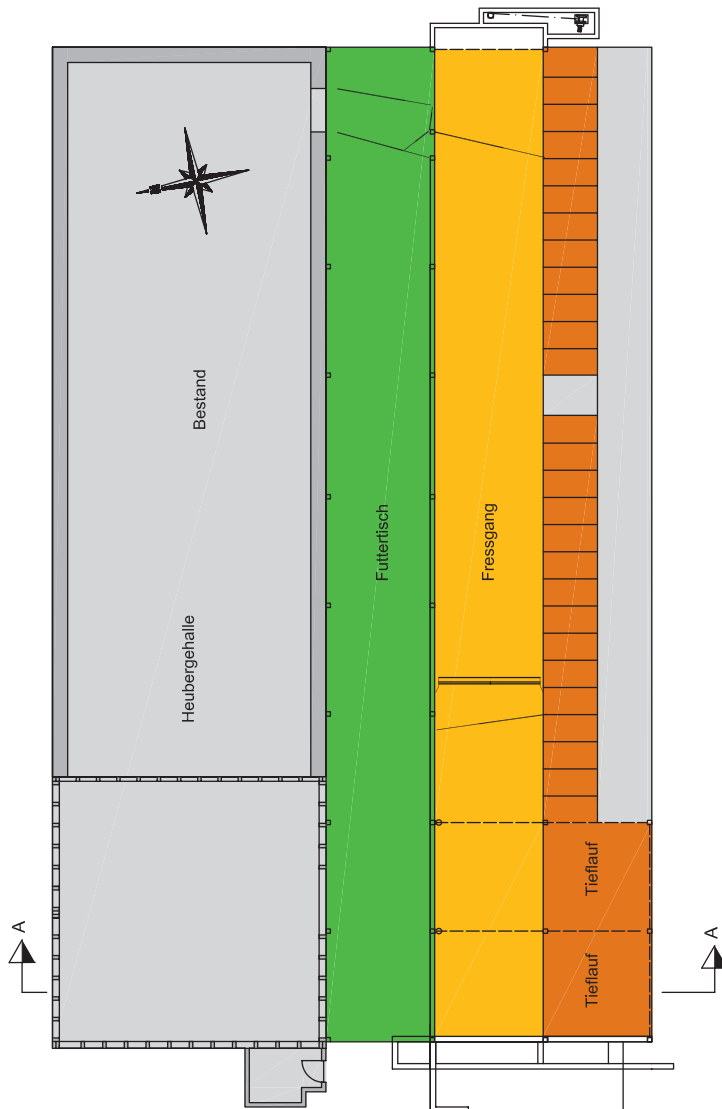 Bestand
Heubergehalle
Futtertisch
Fressgang
Tieflauf
Tieflauf
A
A